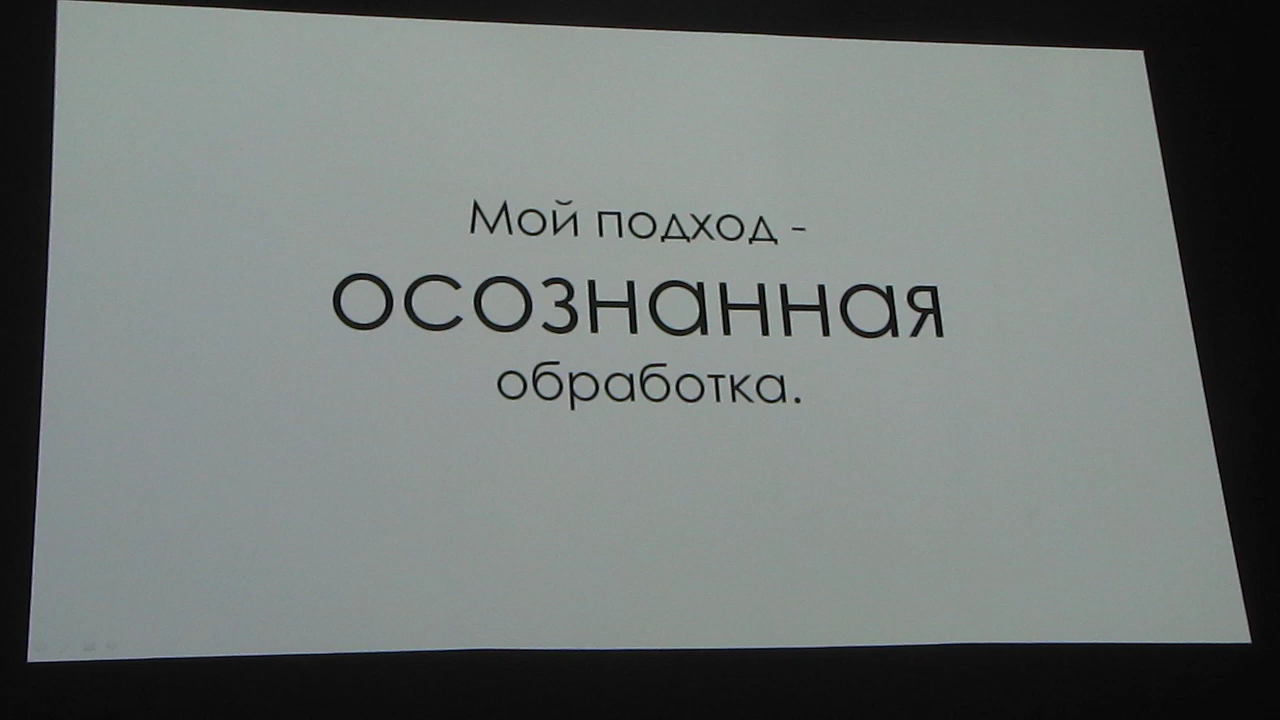 Мой подход -
осознанная
обработка.